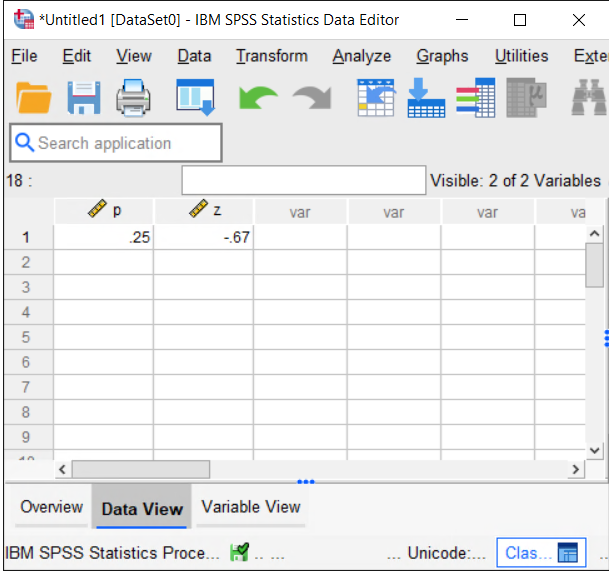 *Untitled1 [DataSet0] - IBM SPSS Statistics Data Editor
File Edit View Data Transform Analyze Graphs Utilities Exte
Search application
18 : Visible: 2 of 2 Variables
p z var var var va
1 .25 -.67
2
3
4
5
6
7
8
9
Overview Data View Variable View
IBM SPSS Statistics Proce... .. ... ... Unicode:... Clas... ..